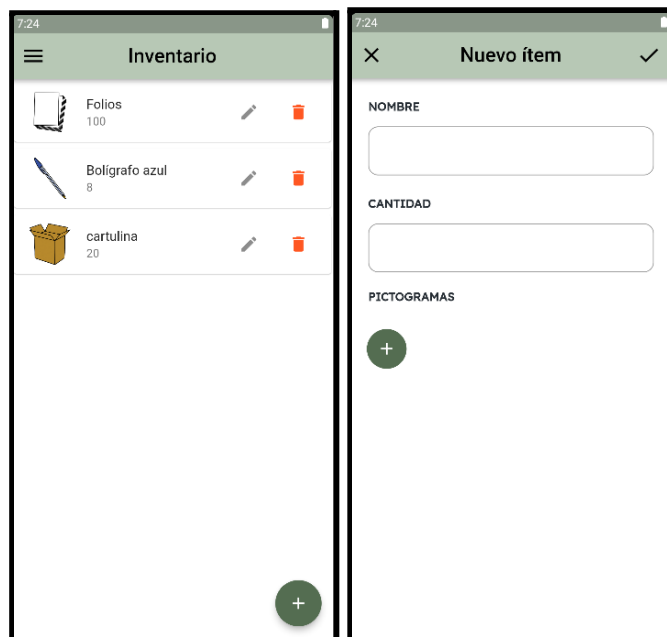 7:24
Inventario
Folios
100
Bolígrafo azul
8
cartulina
20
7:24
Nuevo ítem
NOMBRE
CANTIDAD
PICTOGRAMAS